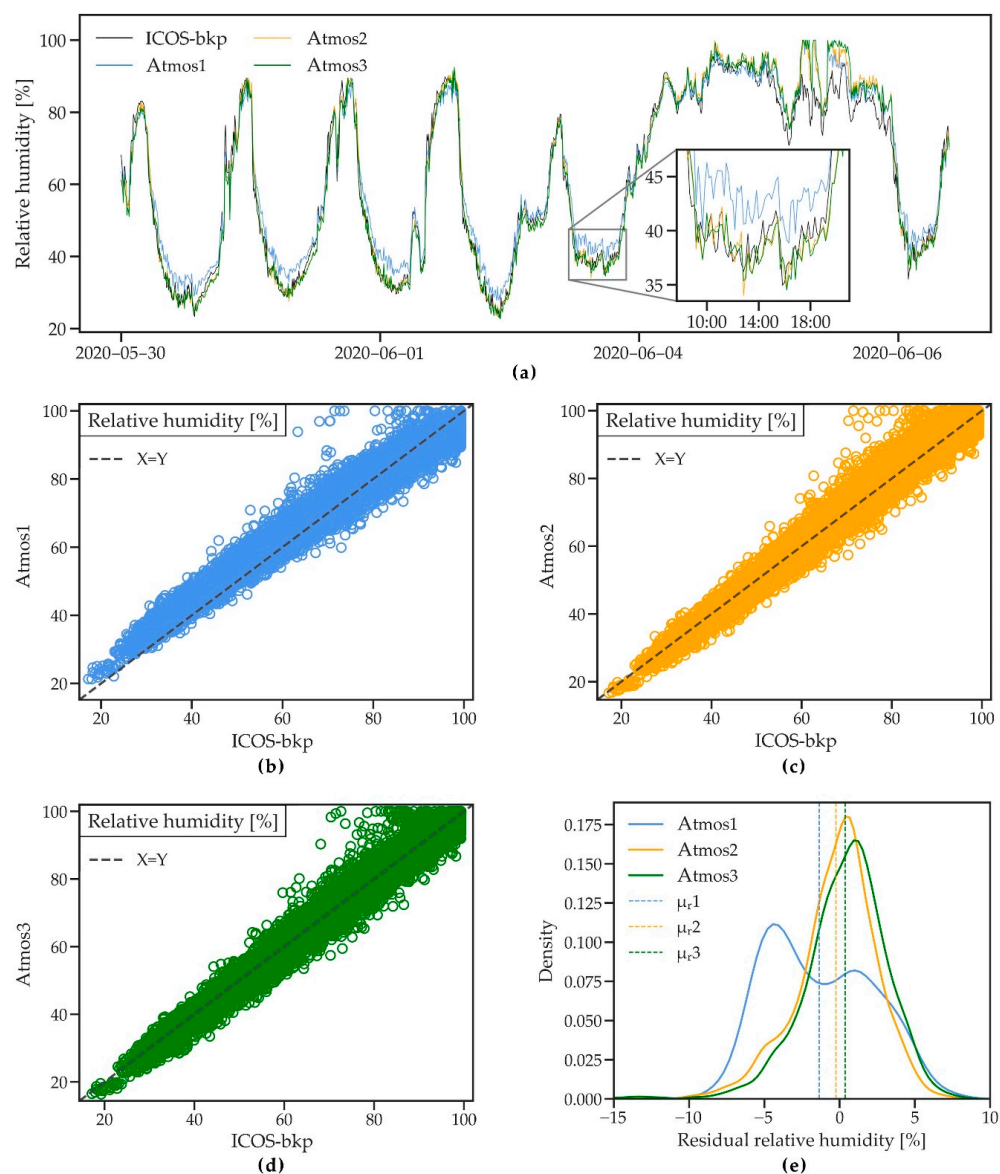 100
80
60
40
20
Relative humidity [%]
ICOS-bkp
Atmos1
Atmos2
Atmos3
45
40
35
10:00
14:00
18:00
2020−05−30
2020−06−01
2020−06−04
2020−06−06
(a)
Relative humidity [%]
X=Y
100
80
60
40
20
Atmos1
20
40
60
80
100
ICOS-bkp
(b)
Relative humidity [%]
X=Y
100
80
60
40
20
Atmos2
20
40
60
80
100
ICOS-bkp
(c)
Relative humidity [%]
X=Y
100
80
60
40
20
Atmos3
20
40
60
80
100
ICOS-bkp
(d)
Atmos1
Atmos2
Atmos3
μr1
μr2
μr3
0.175
0.150
0.125
0.100
0.075
0.050
0.025
0.000
Density
−15
−10
−5
0
5
10
Residual relative humidity [%]
(e)